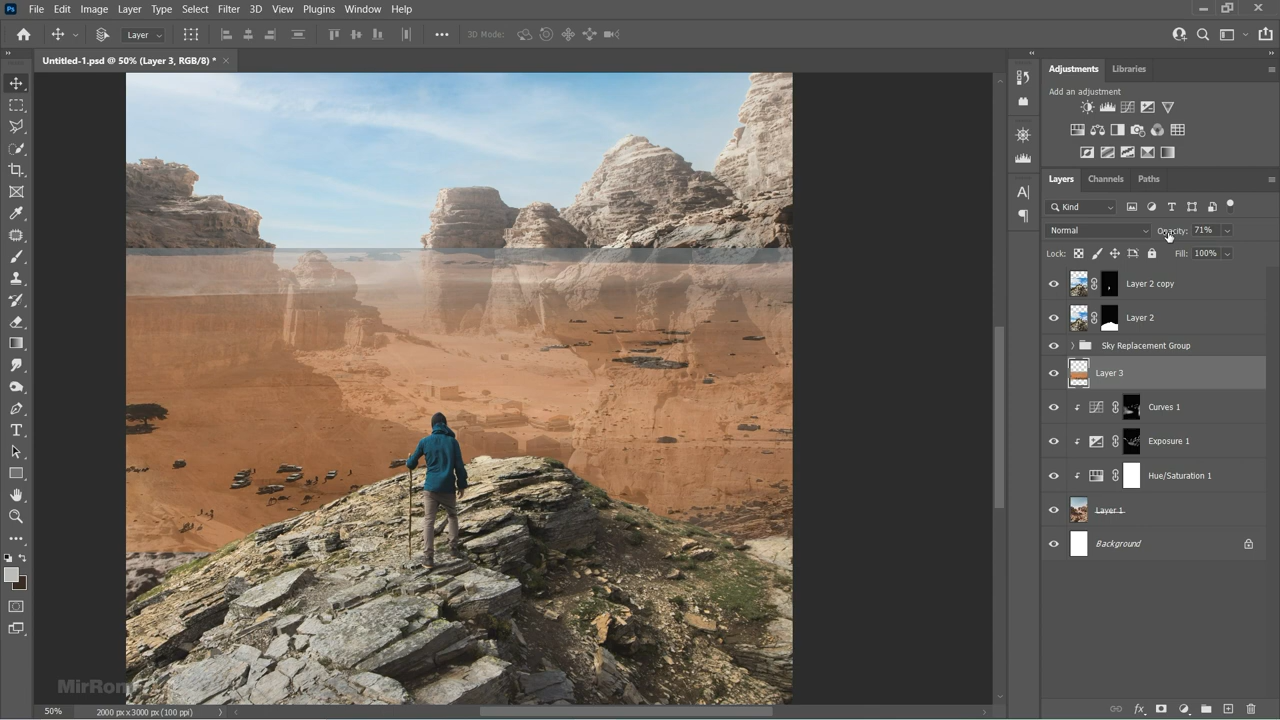 Ps File Edit Image Layer Type Select Filter 3D View Plugins Window Help
Layer 3D Mode:
Untitled-1.psd @ 50% (Layer 3, RGB/8) *
Adjustments Libraries
Add an adjustment
Layers Channels Paths
Kind
Normal Opacity: 71%
Lock: Fill: 100%
Layer 2 copy
Layer 2
Sky Replacement Group
Layer 3
Curves 1
Exposure 1
Hue/Saturation 1
Layer 1
Background
MirRom
50% 2000 px x 3000 px (100 ppi)